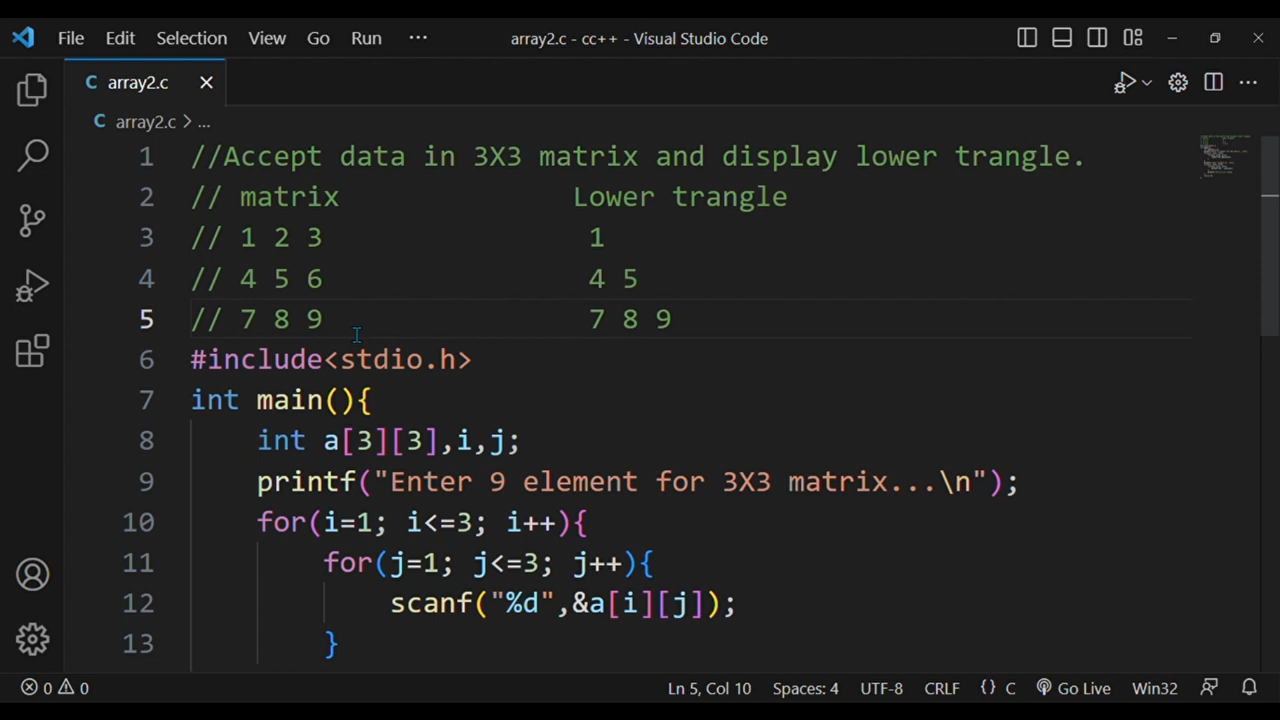 File Edit Selection View Go Run ··· array2.c - cc++ - Visual Studio Code
C array2.c
C array2.c > ...
1 //Accept data in 3X3 matrix and display lower trangle.
2 // matrix Lower trangle
3 // 1 2 3 1
4 // 4 5 6 4 5
5 // 7 8 9 7 8 9
6 #include<stdio.h>
7 int main(){
8 int a[3][3],i,j;
9 printf("Enter 9 element for 3X3 matrix...\n");
10 for(i=1; i<=3; i++){
11 for(j=1; j<=3; j++){
12 scanf("%d",&a[i][j]);
13 }
0 0 Ln 5, Col 10 Spaces: 4 UTF-8 CRLF {} C Go Live Win32